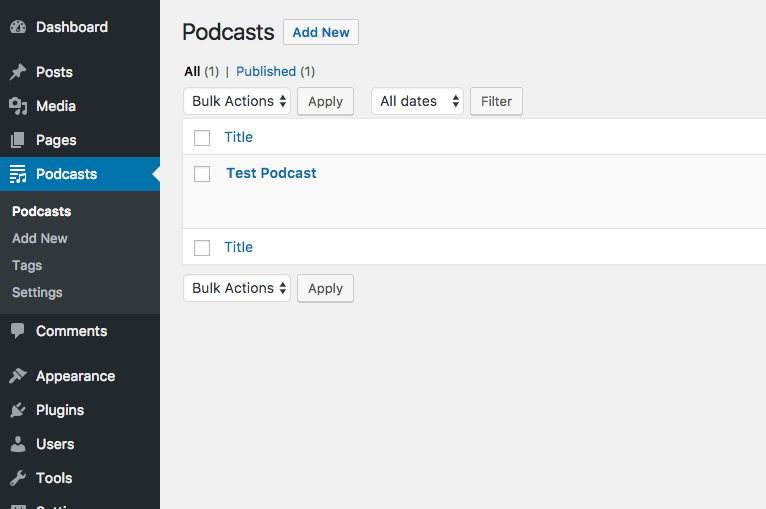 Dashboard
Posts
Media
Pages
Podcasts
Podcasts
Add New
Tags
Settings
Comments
Appearance
Plugins
Users
Tools
Podcasts Add New
All (1) | Published (1)
Bulk Actions Apply All dates Filter
Title
Test Podcast
Title
Bulk Actions Apply